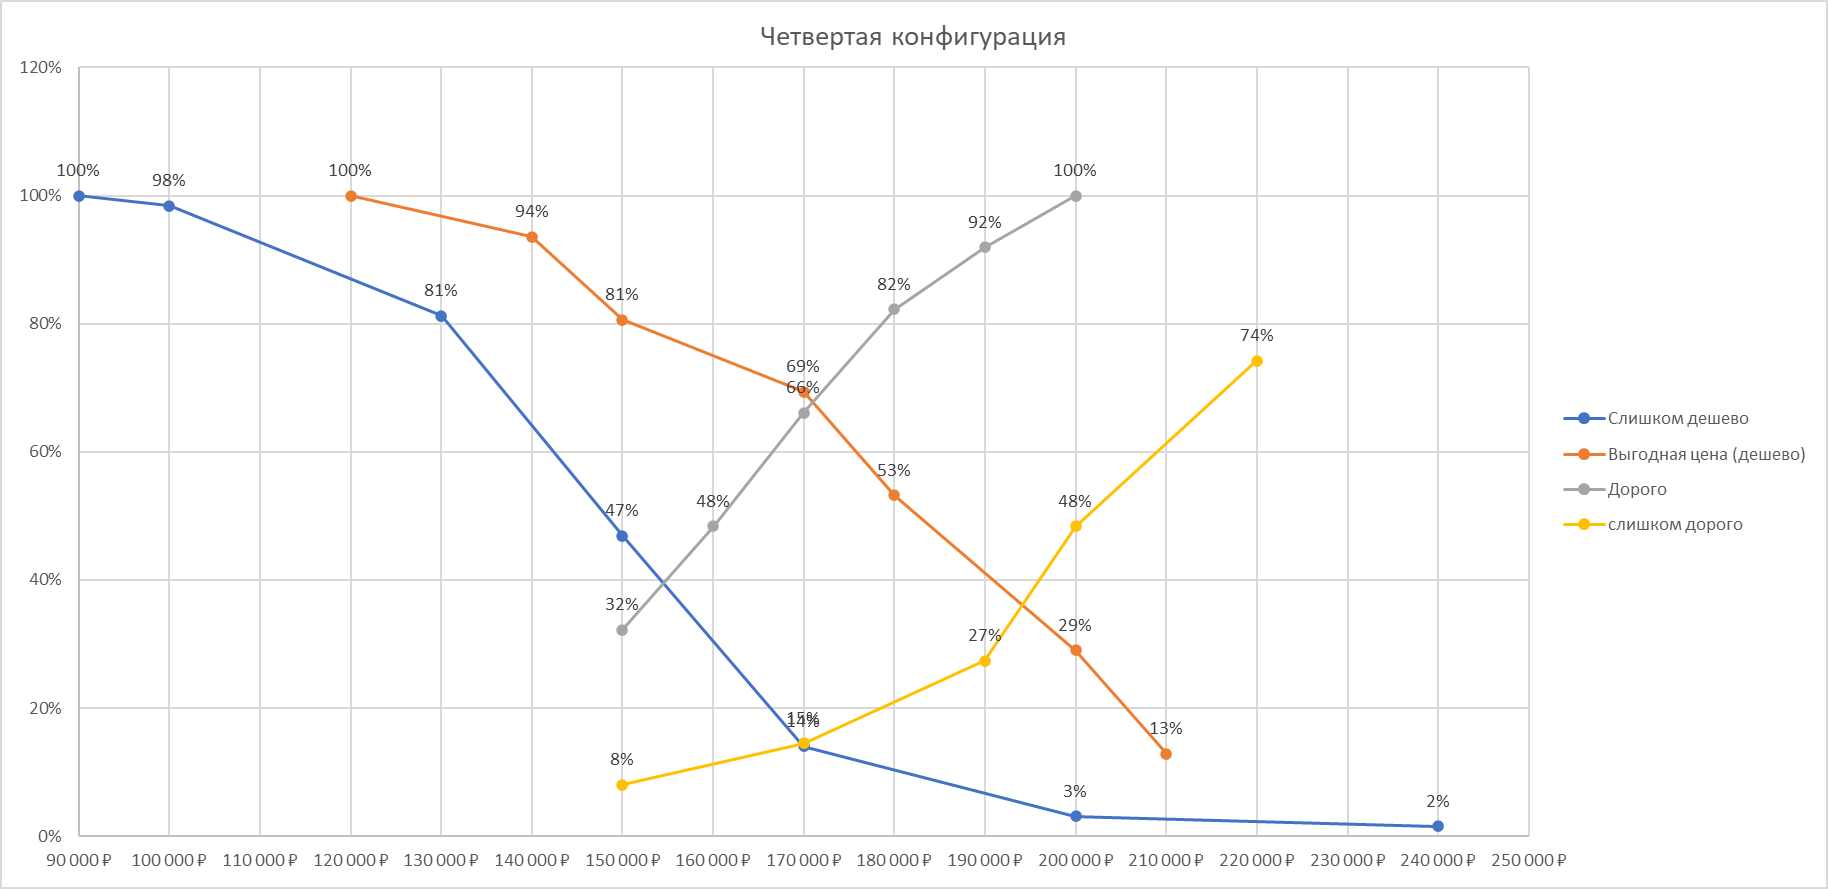 Четвертая конфигурация
120%
100%
80%
60%
40%
20%
0%
100%
98%
81%
47%
14%
3%
2%
100%
94%
81%
69%
53%
29%
13%
32%
48%
66%
82%
92%
100%
8%
15%
27%
48%
74%
90 000 ₽
100 000 ₽
110 000 ₽
120 000 ₽
130 000 ₽
140 000 ₽
150 000 ₽
160 000 ₽
170 000 ₽
180 000 ₽
190 000 ₽
200 000 ₽
210 000 ₽
220 000 ₽
230 000 ₽
240 000 ₽
250 000 ₽
Слишком дешево
Выгодная цена (дешево)
Дорого
слишком дорого